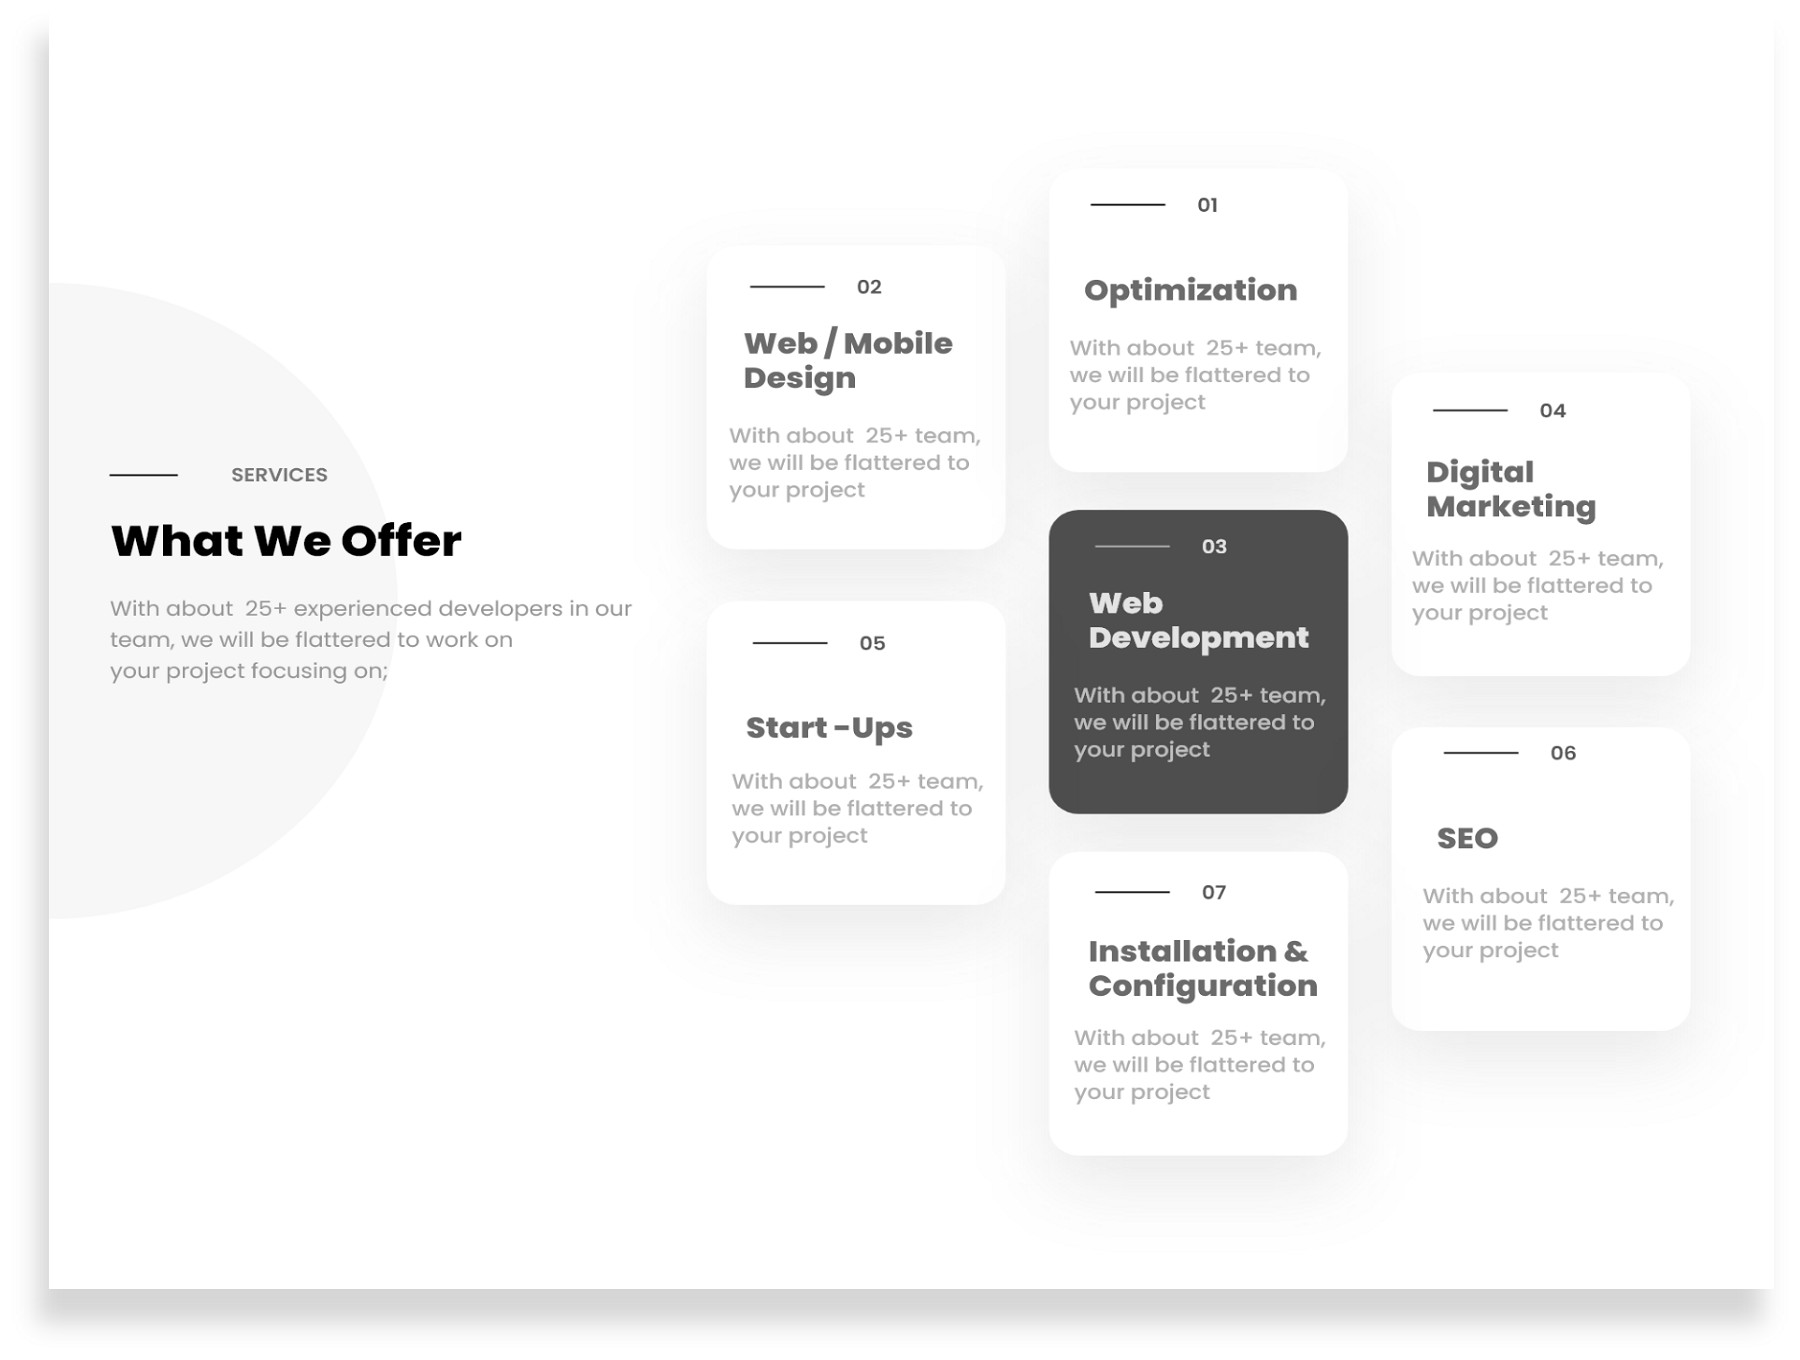 SERVICES
What We Offer
With about 25+ experienced developers in our
team, we will be flattered to work on
your project focusing on;
01
Optimization
With about 25+ team,
we will be flattered to
your project
02
Web / Mobile
Design
With about 25+ team,
we will be flattered to
your project
03
Web
Development
With about 25+ team,
we will be flattered to
your project
04
Digital
Marketing
With about 25+ team,
we will be flattered to
your project
05
Start -Ups
With about 25+ team,
we will be flattered to
your project
06
SEO
With about 25+ team,
we will be flattered to
your project
07
Installation &
Configuration
With about 25+ team,
we will be flattered to
your project